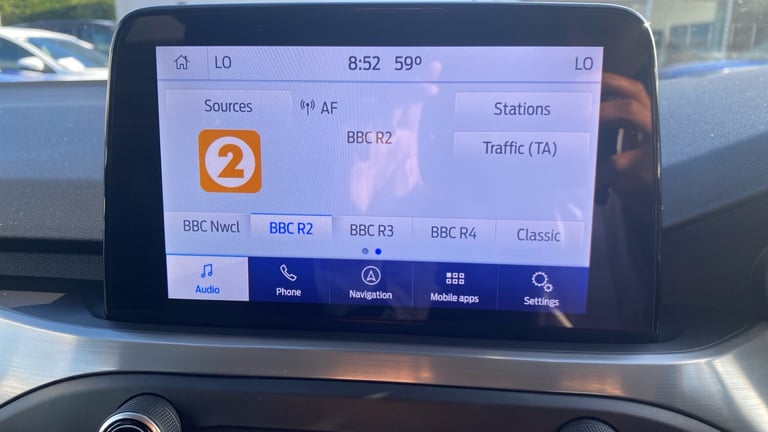 LO 8:52 59° LO
Sources AF Stations
BBC R2
Traffic (TA)
2
BBC Nwcl BBC R2 BBC R3 BBC R4 Classic
Audio Phone Navigation Mobile apps Settings